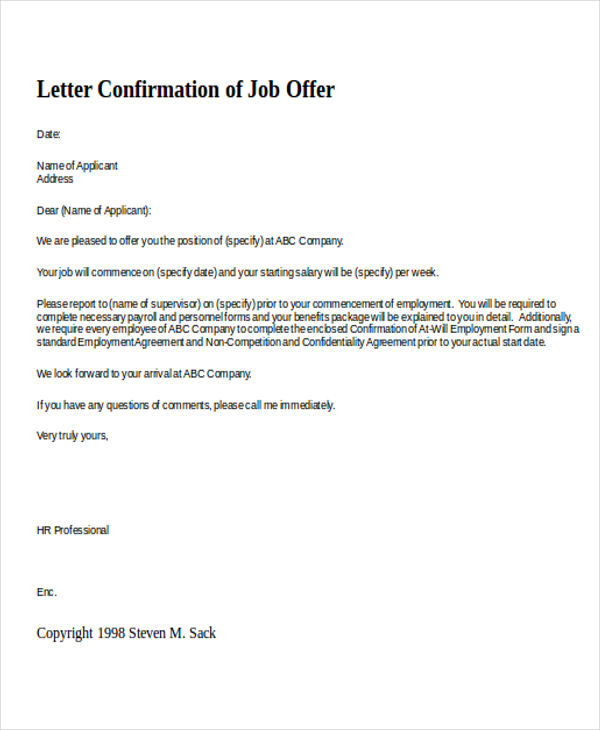 Letter Confirmation of Job Offer
Date:
Name of Applicant
Address
Dear (Name of Applicant):
We are pleased to offer you the position of (specify) at ABC Company.
Your job will commence on (specify date) and your starting salary will be (specify) per week.
Please report to (name of supervisor) on (specify) prior to your commencement of employment. You will be required to
complete necessary payroll and personnel forms and your benefits package will be explained to you in detail. Additionally,
we require every employee of ABC Company to complete the enclosed Confirmation of At-Will Employment Form and sign a
standard Employment Agreement and Non-Competition and Confidentiality Agreement prior to your actual start date.
We look forward to your arrival at ABC Company.
If you have any questions of comments, please call me immediately.
Very truly yours,
HR Professional
Enc.
Copyright 1998 Steven M. Sack